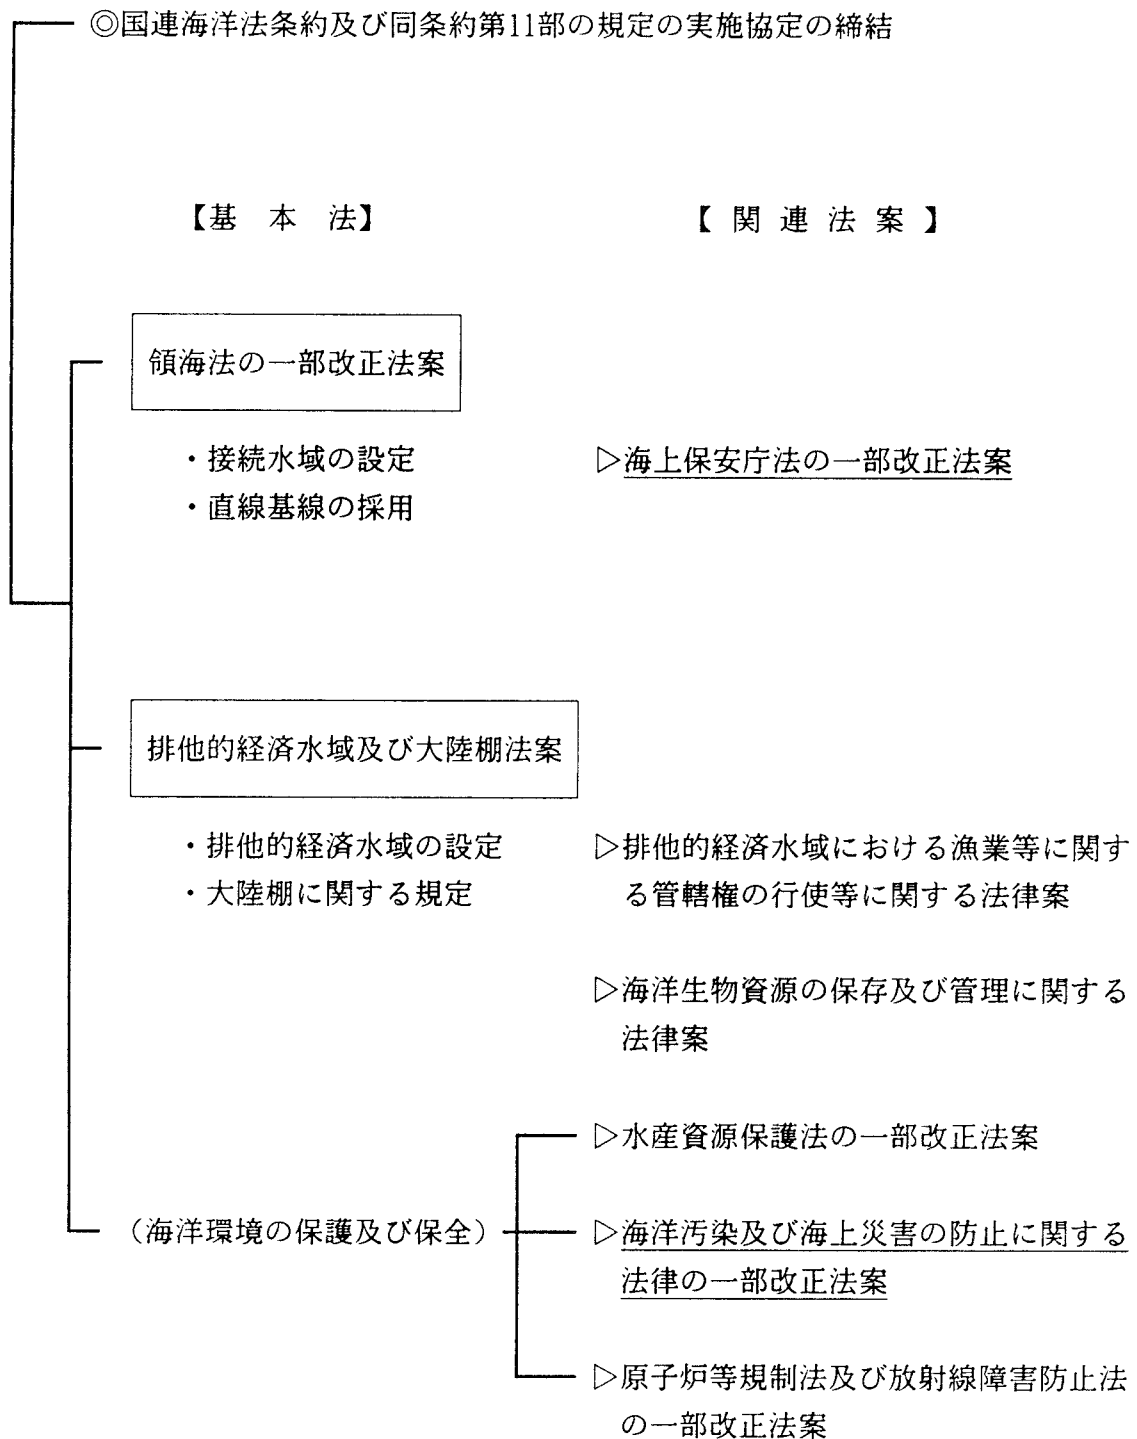 ◎国連海洋法条約及び同条約第11部の規定の実施協定の締結
【基 本 法】
【関連法案】
領海法の一部改正法案
・接続水域の設定
▷海上保安庁法の一部改正法案
・直線基線の採用
排他的経済水域及び大陸棚法案
・排他的経済水域の設定
▷排他的経済水域における漁業等に関す
・大陸棚に関する規定
る管轄権の行使等に関する法律案
▷海洋生物資源の保存及び管理に関する
法律案
▷水産資源保護法の一部改正法案
(海洋環境の保護及び保全)
▷海洋汚染及び海上災害の防止に関する
法律の一部改正法案
▷原子炉等規制法及び放射線障害防止法
の一部改正法案